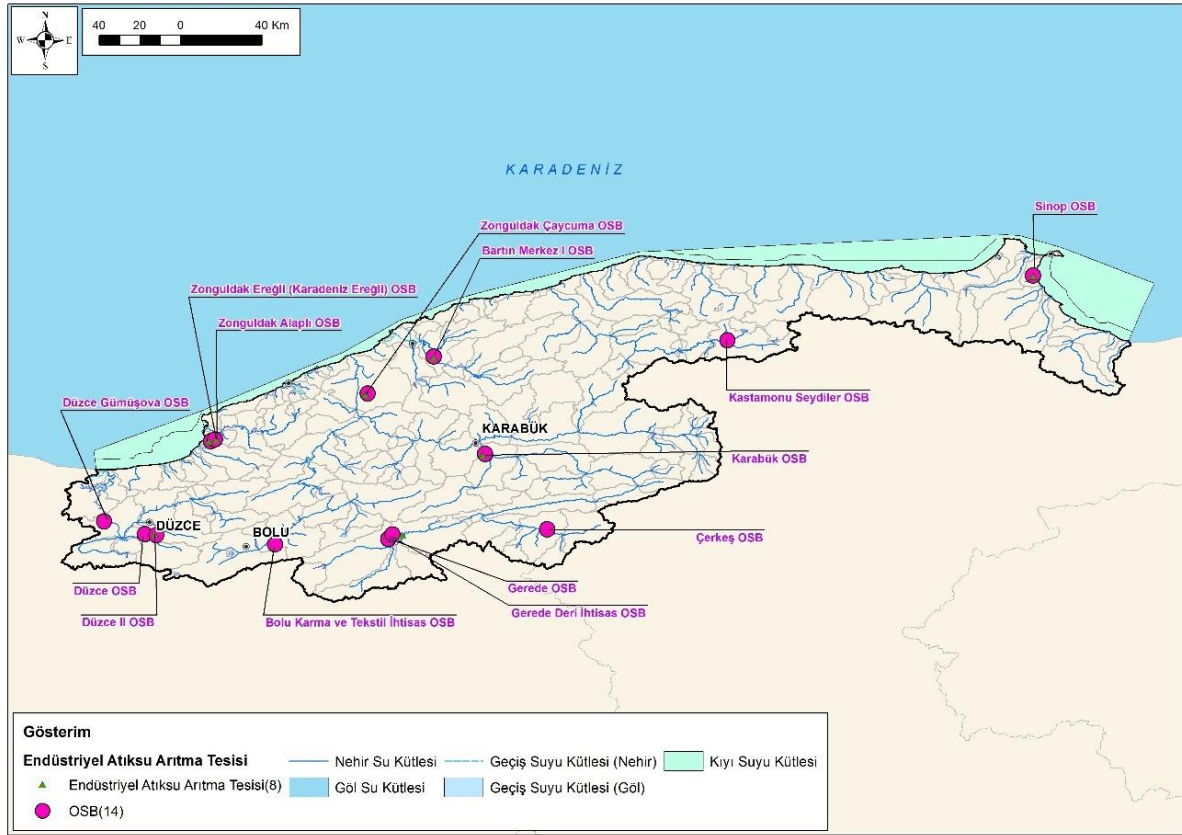 N
W E
S
40 20 0 40 Km
KARADENİZ
Sinop OSB
Zonguldak Çaycuma OSB
Bartın Merkez I OSB
Zonguldak Ereğli (Karadeniz Ereğli) OSB
Zonguldak Alaplı OSB
Kastamonu Seydiler OSB
Düzce Gümüşova OSB
KARABÜK
Karabük OSB
DÜZCE
BOLU
Çerkeş OSB
Düzce OSB
Gerede OSB
Gerede Deri İhtisas OSB
Düzce II OSB
Bolu Karma ve Tekstil İhtisas OSB
Gösterim
Endüstriyel Atıksu Arıtma Tesisi
Endüstriyel Atıksu Arıtma Tesisi(8)
OSB(14)
Nehir Su Kütlesi
Göl Su Kütlesi
Geçiş Suyu Kütlesi (Nehir)
Geçiş Suyu Kütlesi (Göl)
Kıyı Suyu Kütlesi